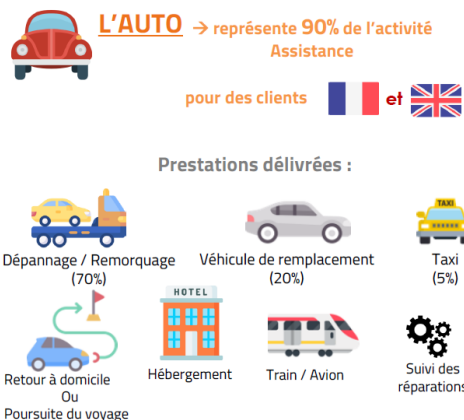 L'AUTO → représente 90% de l'activité
Assistance
pour des clients et
Prestations délivrées :
TAXI
Dépannage / Remorquage
(70%)
Véhicule de remplacement
(20%)
Taxi
(5%)
HOTEL
Retour à domicile
Ou
Poursuite du voyage
Hébergement
Train / Avion
Suivi des
réparations